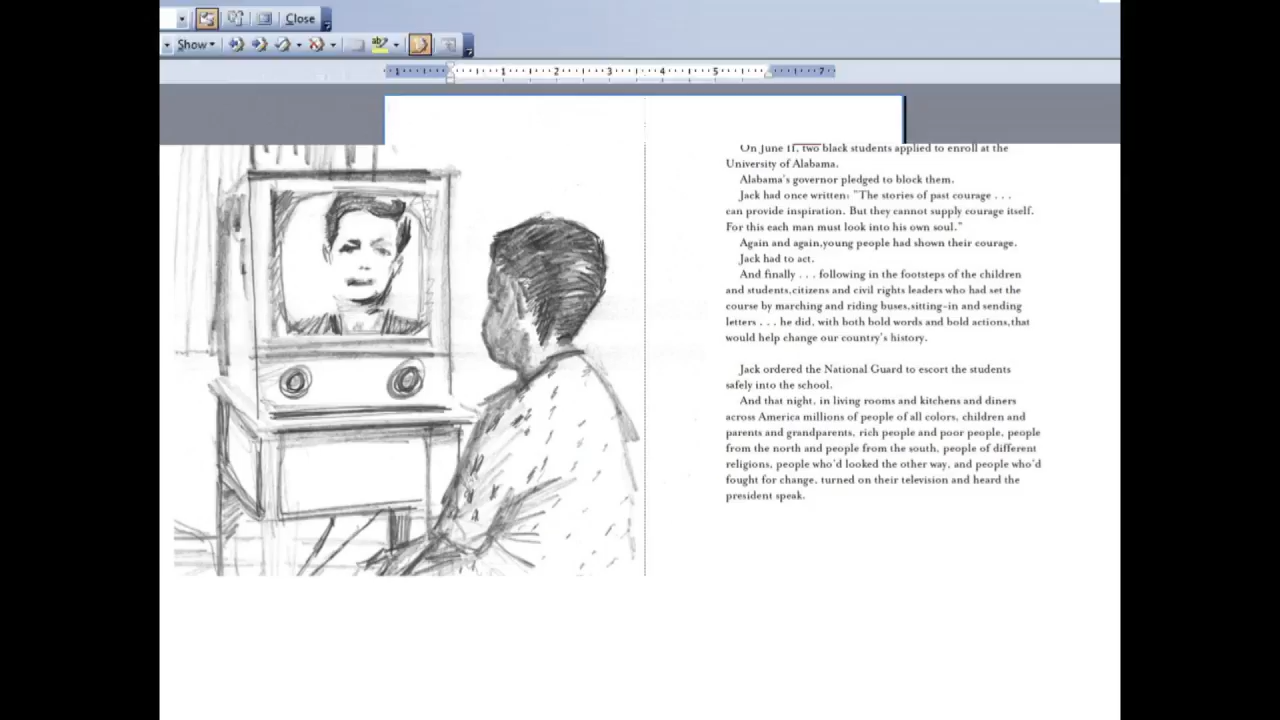 Close
Show
1 1 2 3 4 5 7
On June 11, two black students applied to enroll at the
University of Alabama.
Alabama's governor pledged to block them.
Jack had once written: "The stories of past courage . . .
can provide inspiration. But they cannot supply courage itself.
For this each man must look into his own soul."
Again and again,young people had shown their courage.
Jack had to act.
And finally . . . following in the footsteps of the children
and students,citizens and civil rights leaders who had set the
course by marching and riding buses,sitting-in and sending
letters . . . he did, with both bold words and bold actions,that
would help change our country's history.
Jack ordered the National Guard to escort the students
safely into the school.
And that night, in living rooms and kitchens and diners
across America millions of people of all colors, children and
parents and grandparents, rich people and poor people, people
from the north and people from the south, people of different
religions, people who'd looked the other way, and people who'd
fought for change, turned on their television and heard the
president speak.